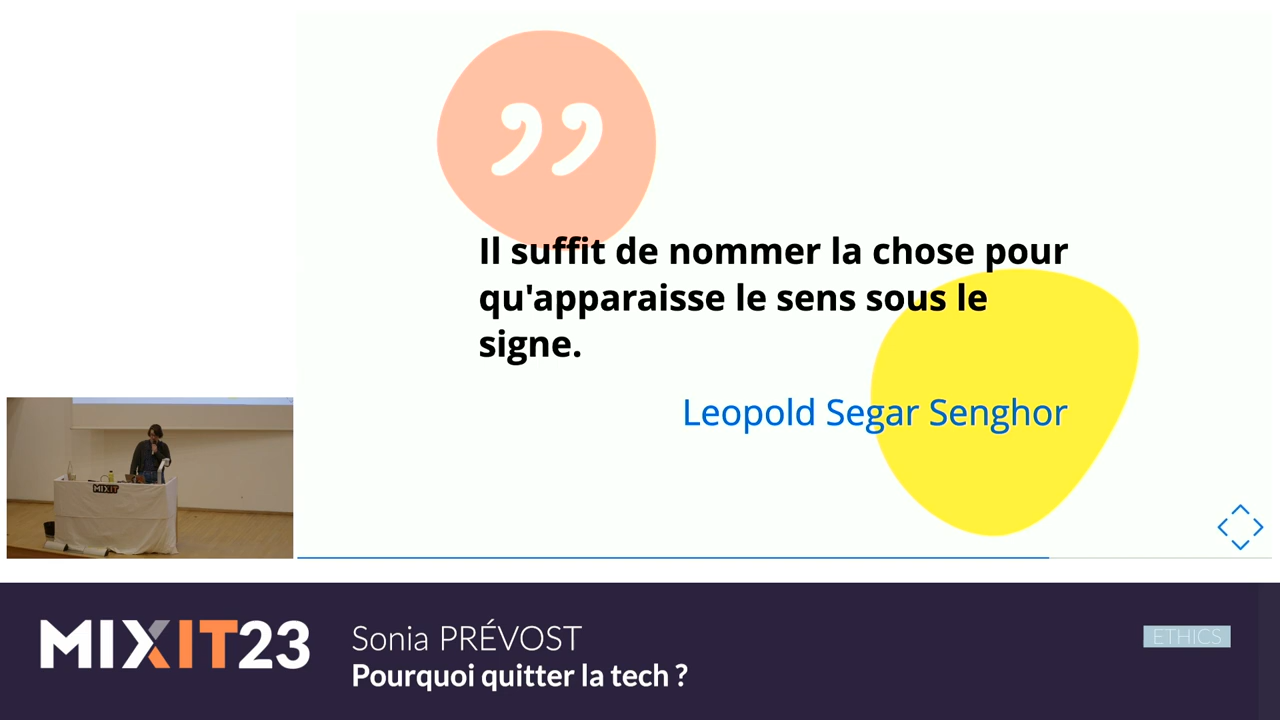 ”
Il suffit de nommer la chose pour
qu'apparaisse le sens sous le
signe.
Leopold Segar Senghor
MIXIT
MIXIT23
Sonia PRÉVOST
Pourquoi quitter la tech ?
ETHICS